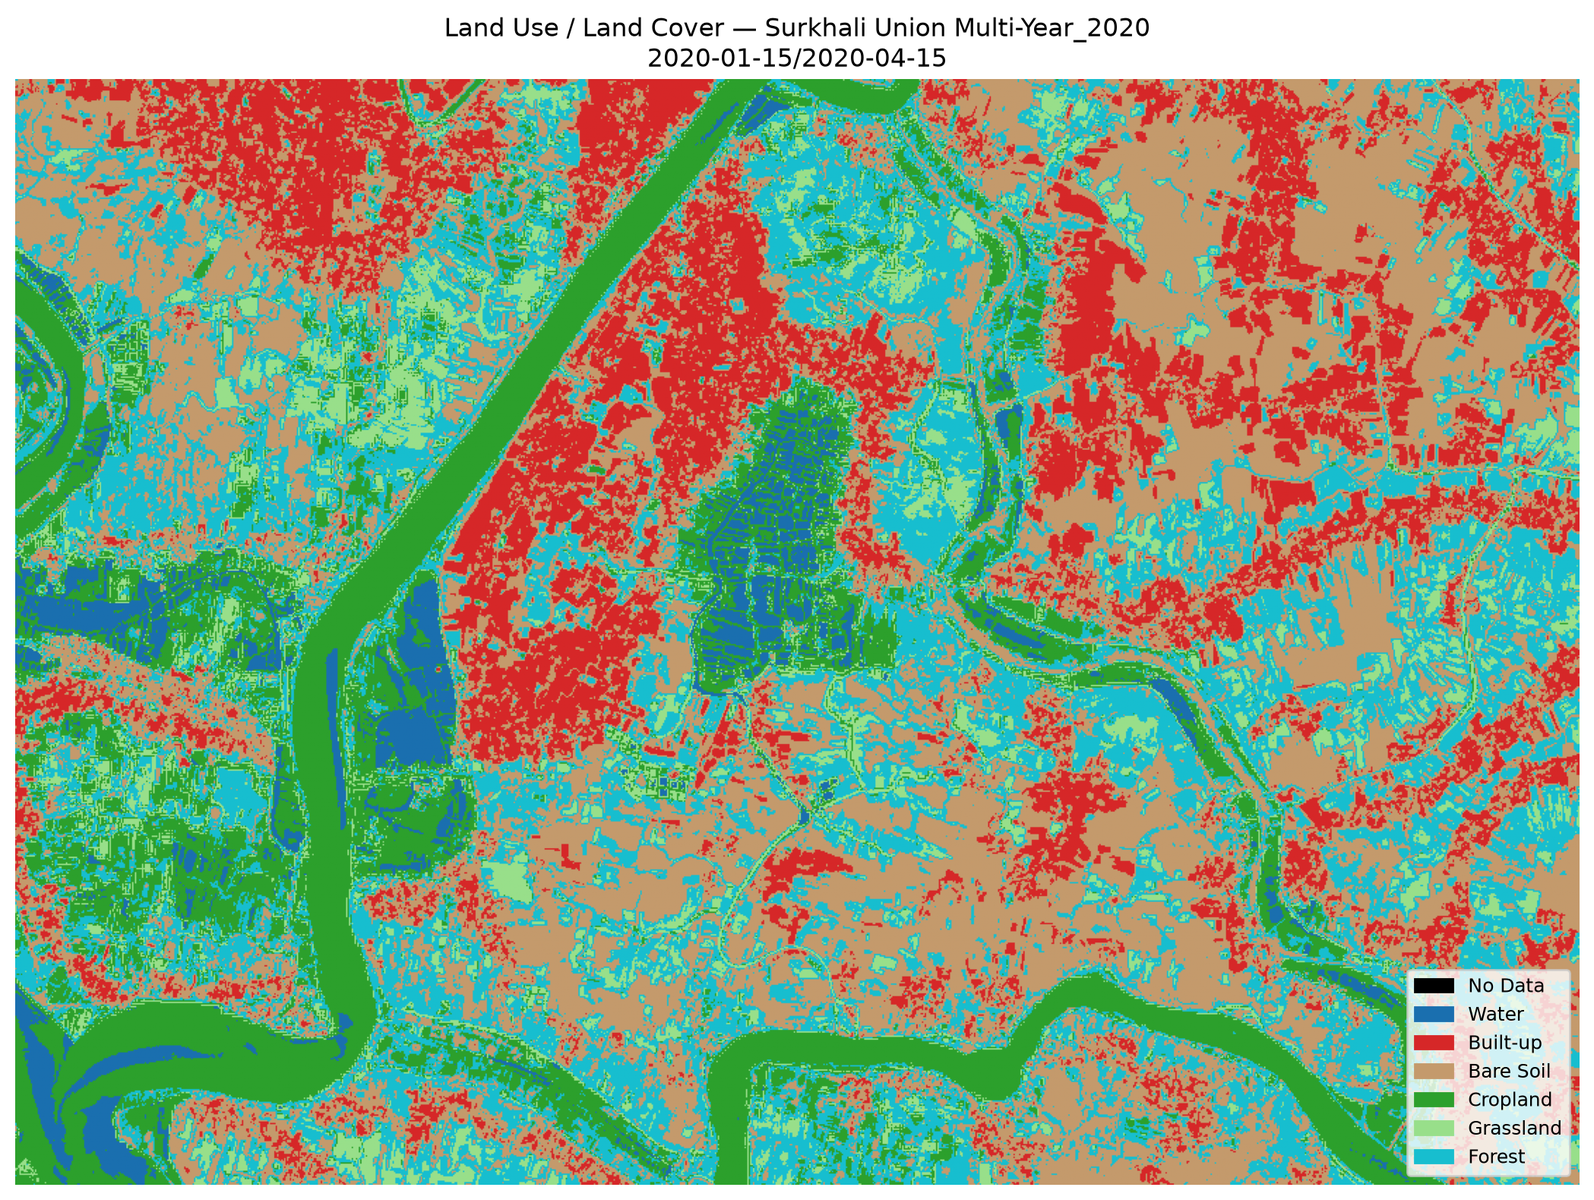 Land Use / Land Cover — Surkhali Union Multi-Year_2020
2020-01-15/2020-04-15
No Data
Water
Built-up
Bare Soil
Cropland
Grassland
Forest